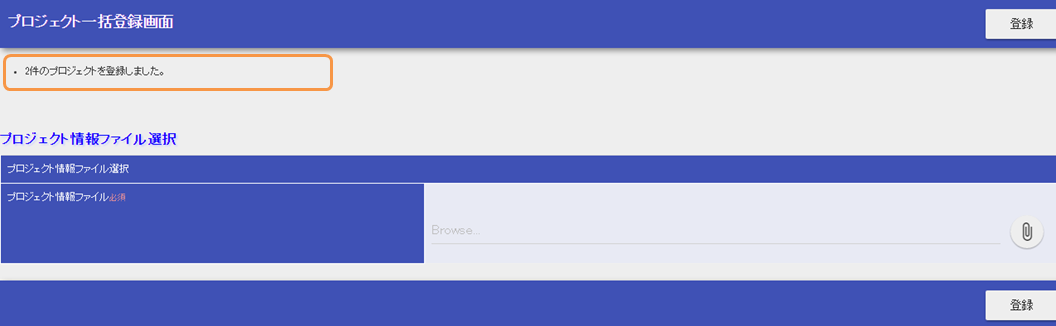 プロジェクト一括登録画面
登録
・2件のプロジェクトを登録しました。
プロジェクト情報ファイル選択
プロジェクト情報ファイル選択
プロジェクト情報ファイル必須
Browse...
登録